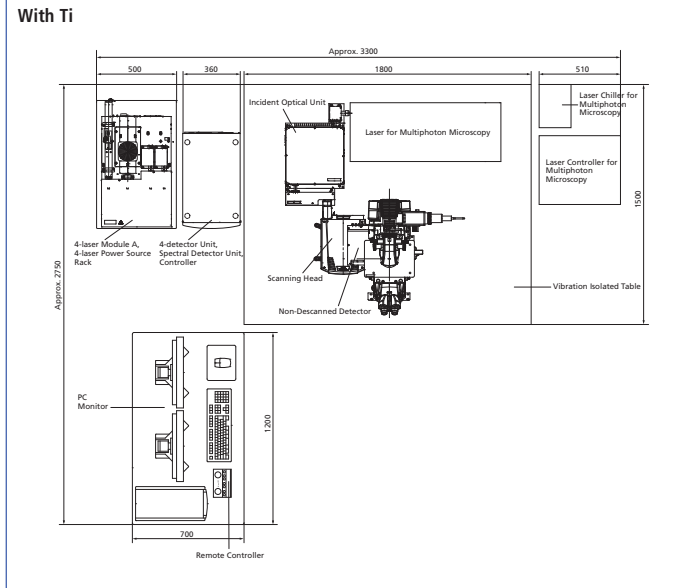 With Ti
Approx. 3300
500
360
1800
510
Incident Optical Unit
Laser for Multiphoton Microscopy
Laser Chiller for
Multiphoton
Microscopy
Laser Controller for
Multiphoton
Microscopy
1500
4-laser Module A,
4-laser Power Source
Rack
4-detector Unit,
Spectral Detector Unit,
Controller
Scanning Head
Non-Descanned Detector
Vibration Isolated Table
Approx. 2750
PC
Monitor
1200
700
Remote Controller